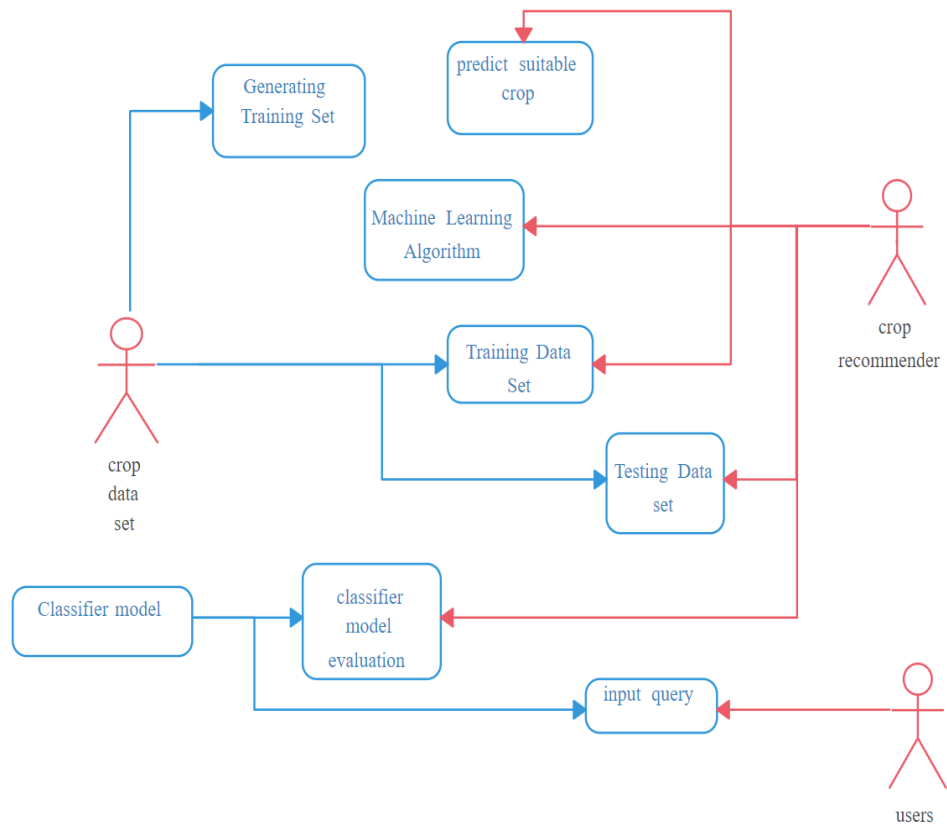 predict suitable
crop
Generating
Training Set
Machine Learning
Algorithm
crop
recommender
Training Data
Set
Testing Data
set
crop
data
set
Classifier model
classifier
model
evaluation
input query
users